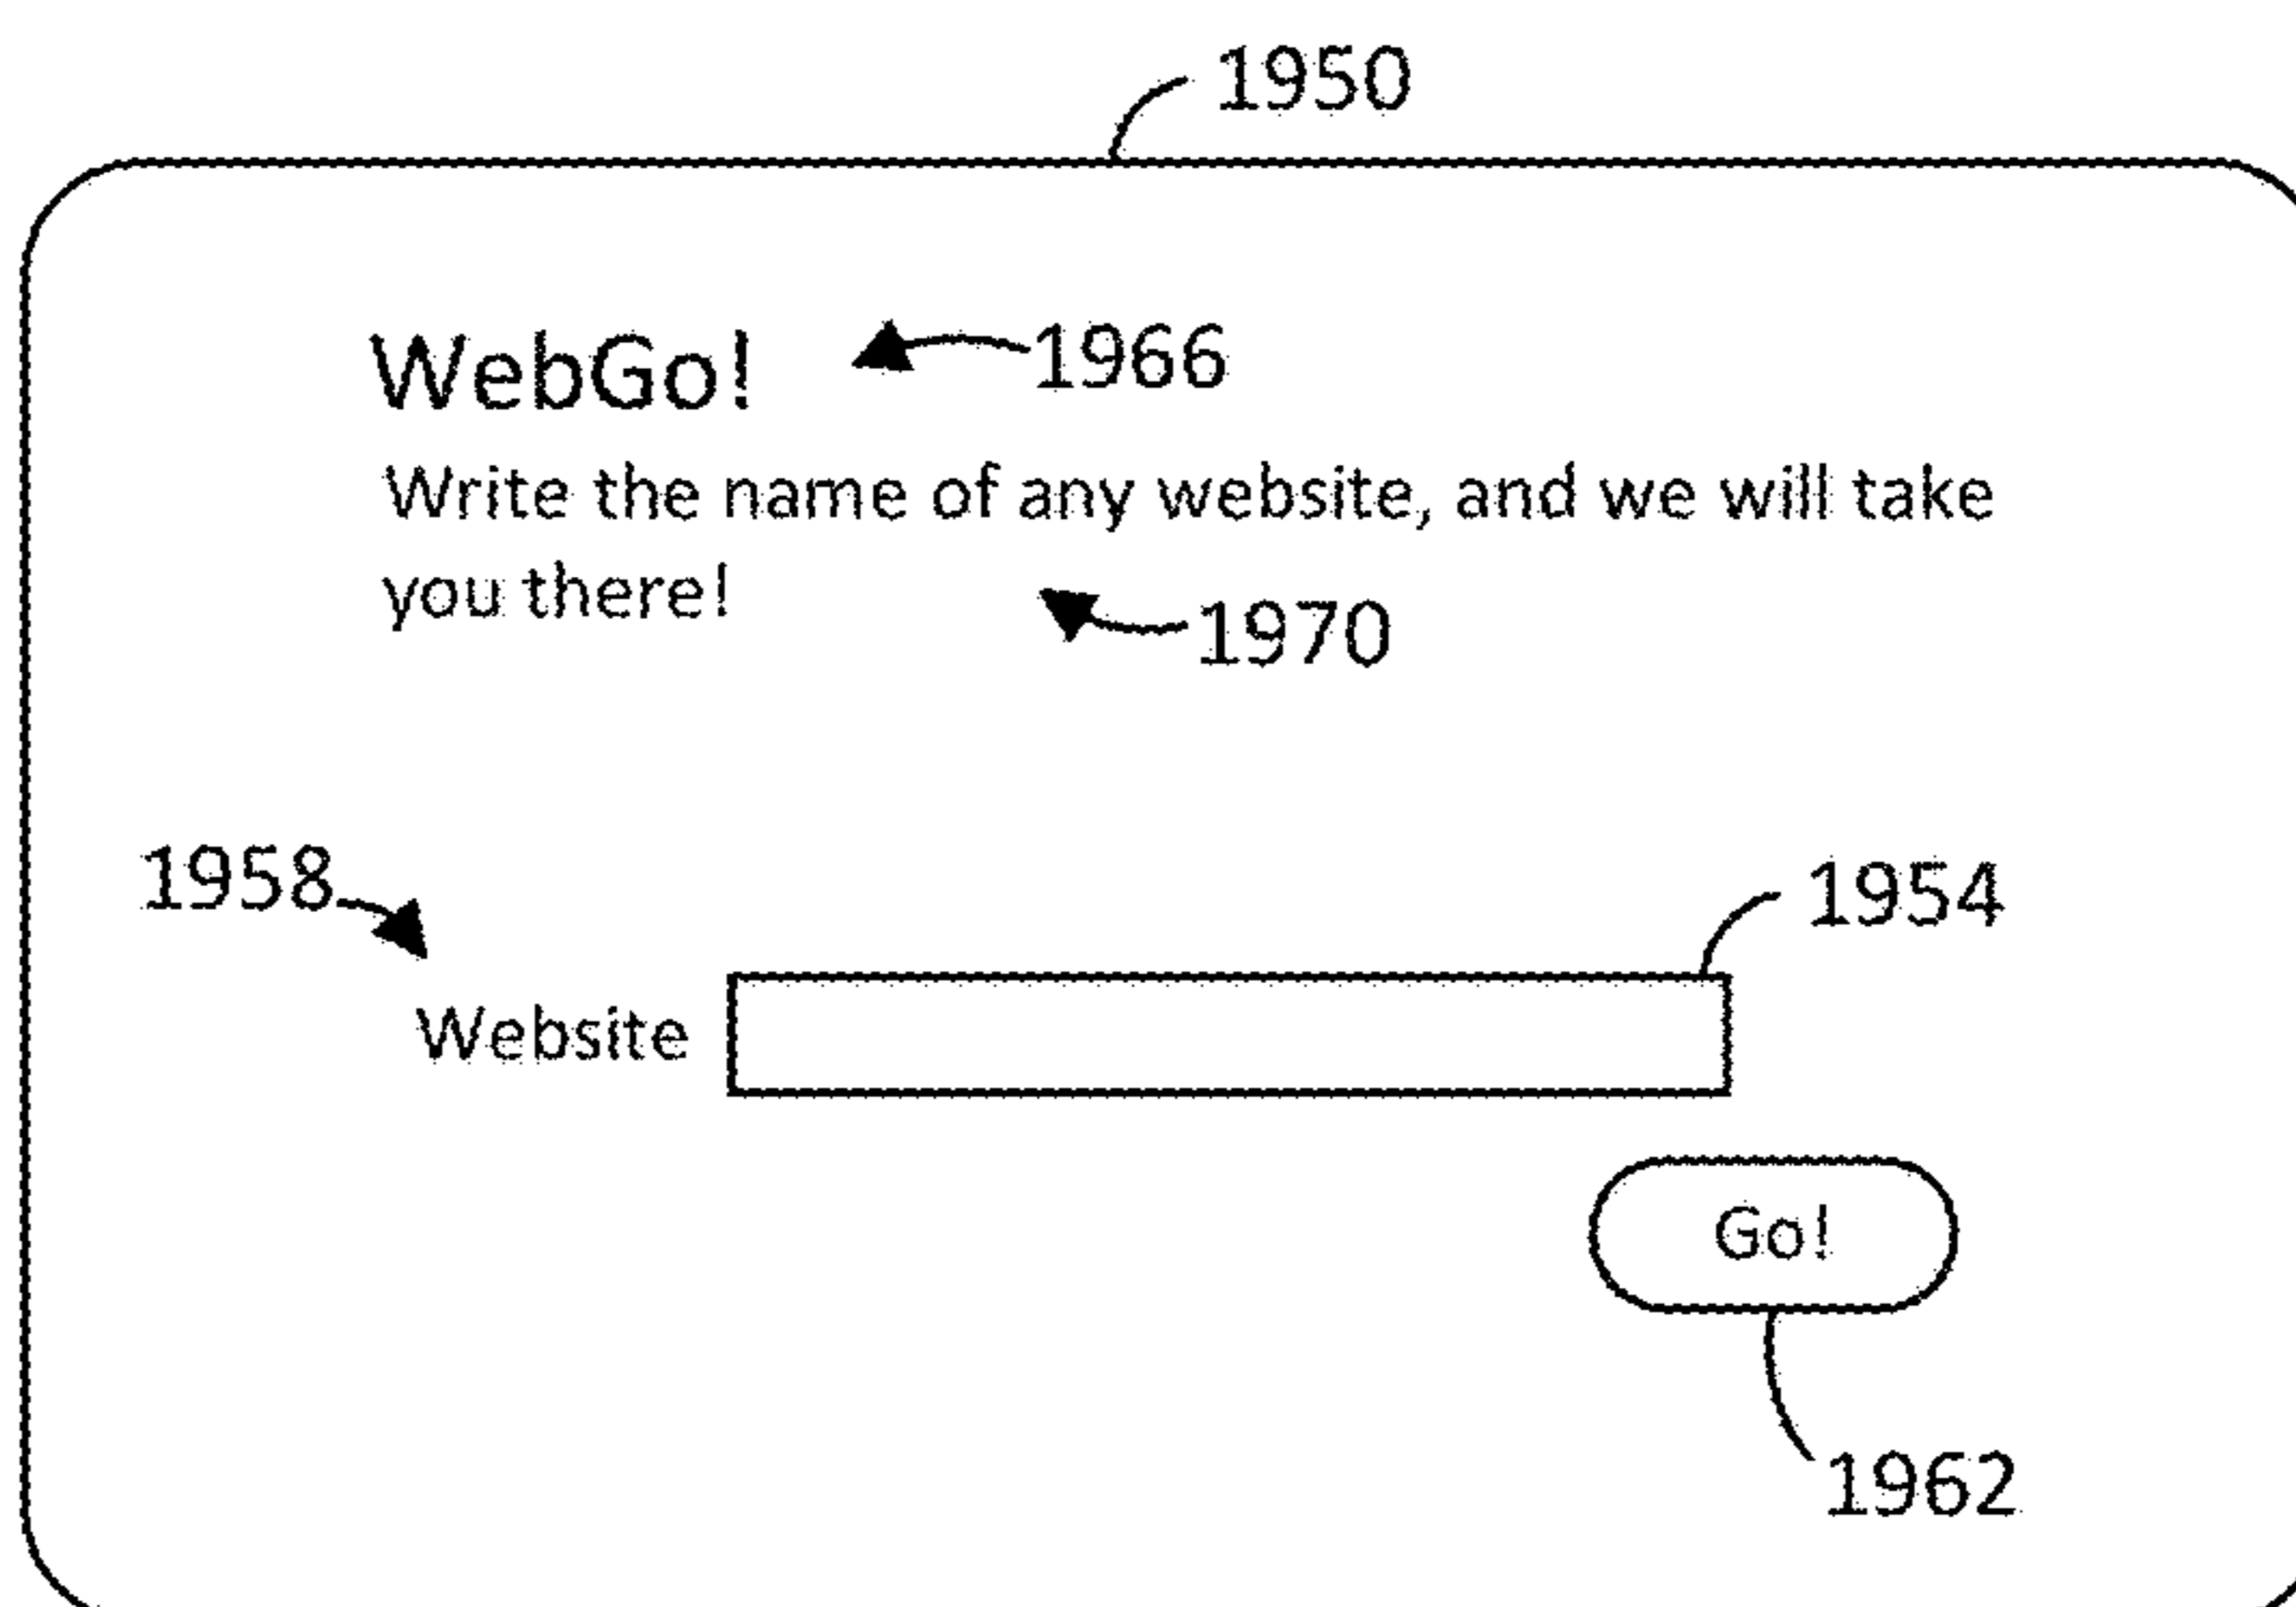 1950
WebGo!
1966
Write the name of any website, and we will take
you there!
1970
1958
1954
Website
Go!
1962